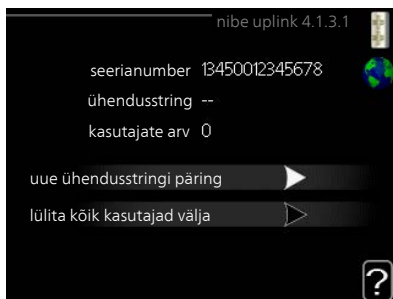 nibe uplink 4.1.3.1
seerianumber 13450012345678
ühendusstring --
kasutajate arv 0
uue ühendusstringi päring
lülita kõik kasutajad välja
?